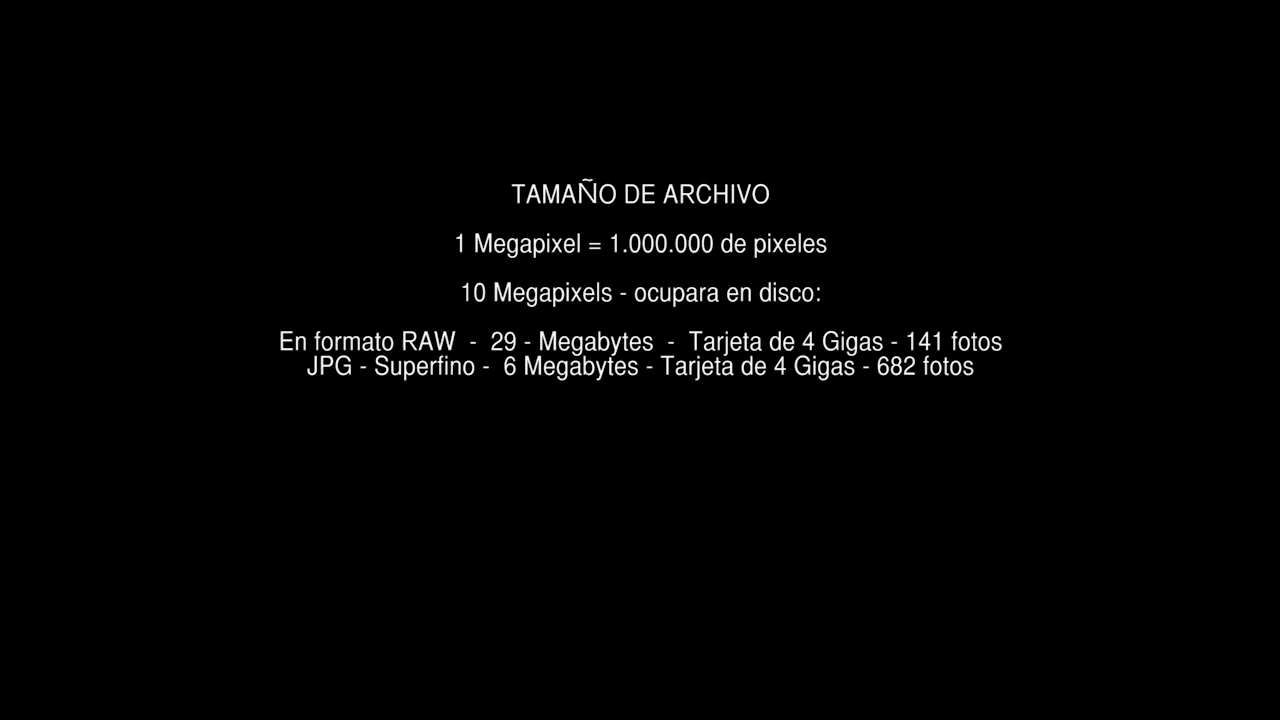 TAMAÑO DE ARCHIVO
1 Megapixel = 1.000.000 de pixeles
10 Megapixels - ocupara en disco:
En formato RAW - 29 - Megabytes - Tarjeta de 4 Gigas - 141 fotos
JPG - Superfino - 6 Megabytes - Tarjeta de 4 Gigas - 682 fotos